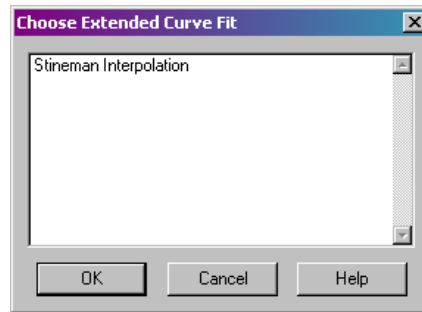 Choose Extended Curve Fit
Stineman Interpolation
OK Cancel Help